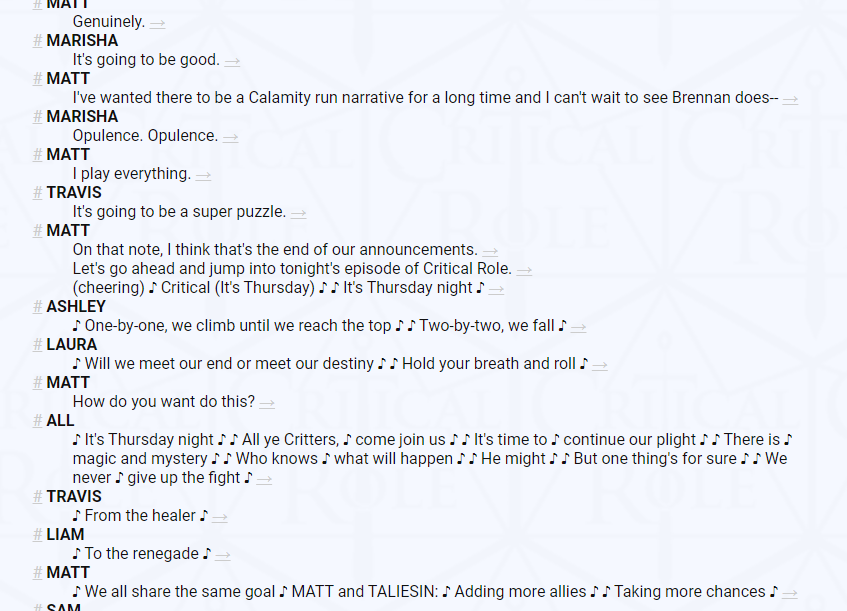 # MATT
Genuinely. →
# MARISHA
It's going to be good. →
# MATT
I've wanted there to be a Calamity run narrative for a long time and I can't wait to see Brennan does-- →
# MARISHA
Opulence. Opulence. →
# MATT
I play everything. →
# TRAVIS
It's going to be a super puzzle. →
# MATT
On that note, I think that's the end of our announcements. →
Let's go ahead and jump into tonight's episode of Critical Role. →
(cheering) ♪ Critical (It's Thursday) ♪ ♪ It's Thursday night ♪ →
# ASHLEY
♪ One-by-one, we climb until we reach the top ♪ ♪ Two-by-two, we fall ♪ →
# LAURA
♪ Will we meet our end or meet our destiny ♪ ♪ Hold your breath and roll ♪ →
# MATT
How do you want do this? →
# ALL
♪ It's Thursday night ♪ ♪ All ye Critters, ♪ come join us ♪ ♪ It's time to ♪ continue our plight ♪ ♪ There is ♪
magic and mystery ♪ ♪ Who knows ♪ what will happen ♪ ♪ He might ♪ ♪ But one thing's for sure ♪ ♪ We
never ♪ give up the fight ♪ →
# TRAVIS
♪ From the healer ♪ →
# LIAM
♪ To the renegade ♪ →
# MATT
♪ We all share the same goal ♪ MATT and TALIESIN: ♪ Adding more allies ♪ ♪ Taking more chances ♪ →
# SAM